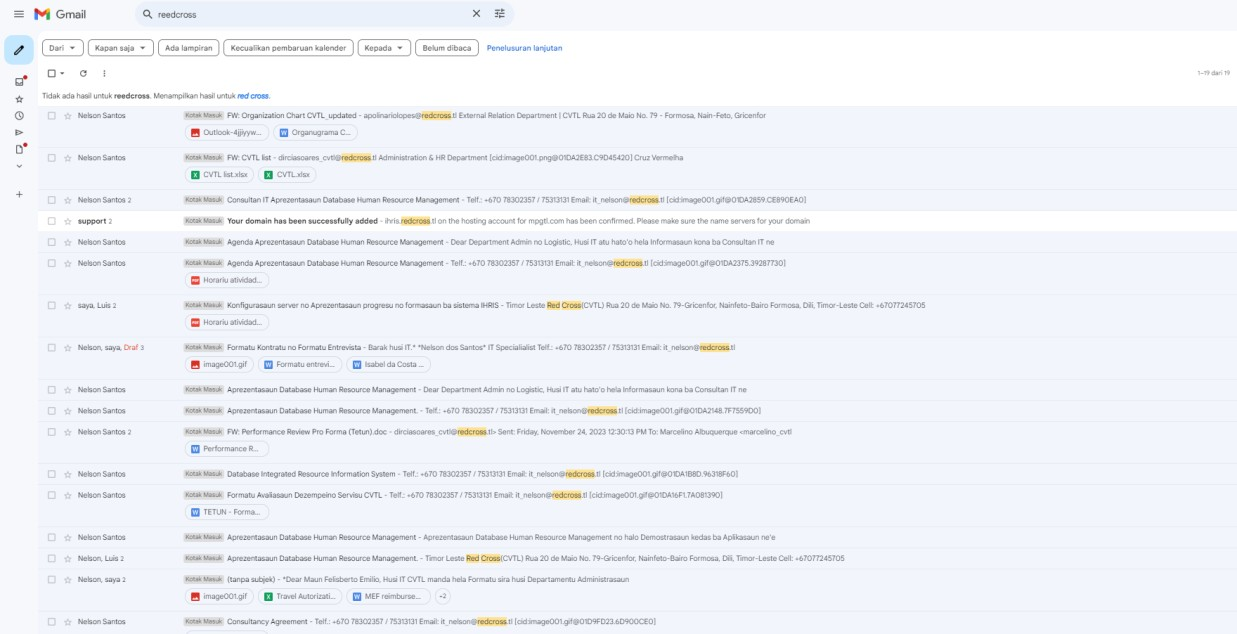 Gmail
reedcross
Dari
Kapan saja
Ada lampiran
Kecualikan pembaruan kalender
Kepada
Belum dibaca
Penelusuran lanjutan
1–19 dari 19
Tidak ada hasil untuk reedcross. Menampilkan hasil untuk red cross.
Nelson Santos Kotak Masuk FW: Organization Chart CVTL_updated - apolinariolopes@redcross.tl External Relation Department | CVTL Rua 20 de Maio No. 79 - Formosa, Nain-Feto, Gricenfor
Outlook-4jjiyyw... Organugrama C...
Nelson Santos Kotak Masuk FW: CVTL list - dirciasoares_cvtl@redcross.tl Administration & HR Department [cid:image001.png@01DA2E83.C9D45420] Cruz Vermelha
CVTL list.xlsx CVTL.xlsx
Nelson Santos 2 Kotak Masuk Consultan IT Aprezentasaun Database Human Resource Management - Telf.: +670 78302357 / 75313131 Email: it_nelson@redcross.tl [cid:image001.gif@01DA2859.CE890EA0]
support 2 Kotak Masuk Your domain has been successfully added - ihris.redcross.tl on the hosting account for mpgtl.com has been confirmed. Please make sure the name servers for your domain
Nelson Santos Kotak Masuk Agenda Aprezentasaun Database Human Resource Management - Dear Department Admin no Logistic, Husi IT atu hato'o hela Informasaun kona ba Consultan IT ne
Nelson Santos Kotak Masuk Agenda Aprezentasaun Database Human Resource Management - Telf.: +670 78302357 / 75313131 Email: it_nelson@redcross.tl [cid:image001.gif@01DA2375.39287730]
Horariu atividad...
saya, Luis 2 Kotak Masuk Konfigurasaun server no Aprezentasaun progresu no formasaun ba sistema IHRIS - Timor Leste Red Cross(CVTL) Rua 20 de Maio No. 79-Gricenfor, Nainfeto-Bairo Formosa, Dili, Timor-Leste Cell: +67077245705
Horariu atividad...
Nelson, saya, Draf 3 Kotak Masuk Formatu Kontratu no Formatu Entrevista - Barak husi IT.* *Nelson dos Santos* IT Specialialist Telf.: +670 78302357 / 75313131 Email: it_nelson@redcross.tl
image001.gif Formatu entrevi... Isabel da Costa ...
Nelson Santos Kotak Masuk Aprezentasaun Database Human Resource Management - Dear Department Admin no Logistic, Husi IT atu hato'o hela Informasaun kona ba Consultan IT ne
Nelson Santos Kotak Masuk Aprezentasaun Database Human Resource Management. - Telf.: +670 78302357 / 75313131 Email: it_nelson@redcross.tl [cid:image001.gif@01DA2148.7F7559D0]
Nelson Santos 2 Kotak Masuk FW: Performance Review Pro Forma (Tetun).doc - dirciasoares_cvtl@redcross.tl> Sent: Friday, November 24, 2023 12:30:13 PM To: Marcelino Albuquerque <marcelino_cvtl
Performance R...
Nelson Santos Kotak Masuk Database Integrated Resource Information System - Telf.: +670 78302357 / 75313131 Email: it_nelson@redcross.tl [cid:image001.gif@01DA1B8D.96318F60]
Nelson Santos Kotak Masuk Formatu Avaliasaun Dezempeino Servisu CVTL - Telf.: +670 78302357 / 75313131 Email: it_nelson@redcross.tl [cid:image001.gif@01DA16F1.7A081390]
TETUN - Forma...
Nelson Santos Kotak Masuk Aprezentasaun Database Human Resource Management. - Aprezentasaun Database Human Resource Management no halo Demostrasaun kedas ba Aplikasaun ne'e
Nelson, Luis 2 Kotak Masuk Aprezentasaun Database Human Resource Management. - Timor Leste Red Cross(CVTL) Rua 20 de Maio No. 79-Gricenfor, Nainfeto-Bairo Formosa, Dili, Timor-Leste Cell: +67077245705
Nelson, saya 2 Kotak Masuk (tanpa subjek) - *Dear Maun Felisberto Emilio, Husi IT CVTL manda hela Formatu sira husi Departamentu Administrasaun
image001.gif Travel Autorizati... MEF reimburse... +2
Nelson Santos Kotak Masuk Consultancy Agreement - Telf.: +670 78302357 / 75313131 Email: it_nelson@redcross.tl [cid:image001.gif@01D9FD23.6D900CE0]